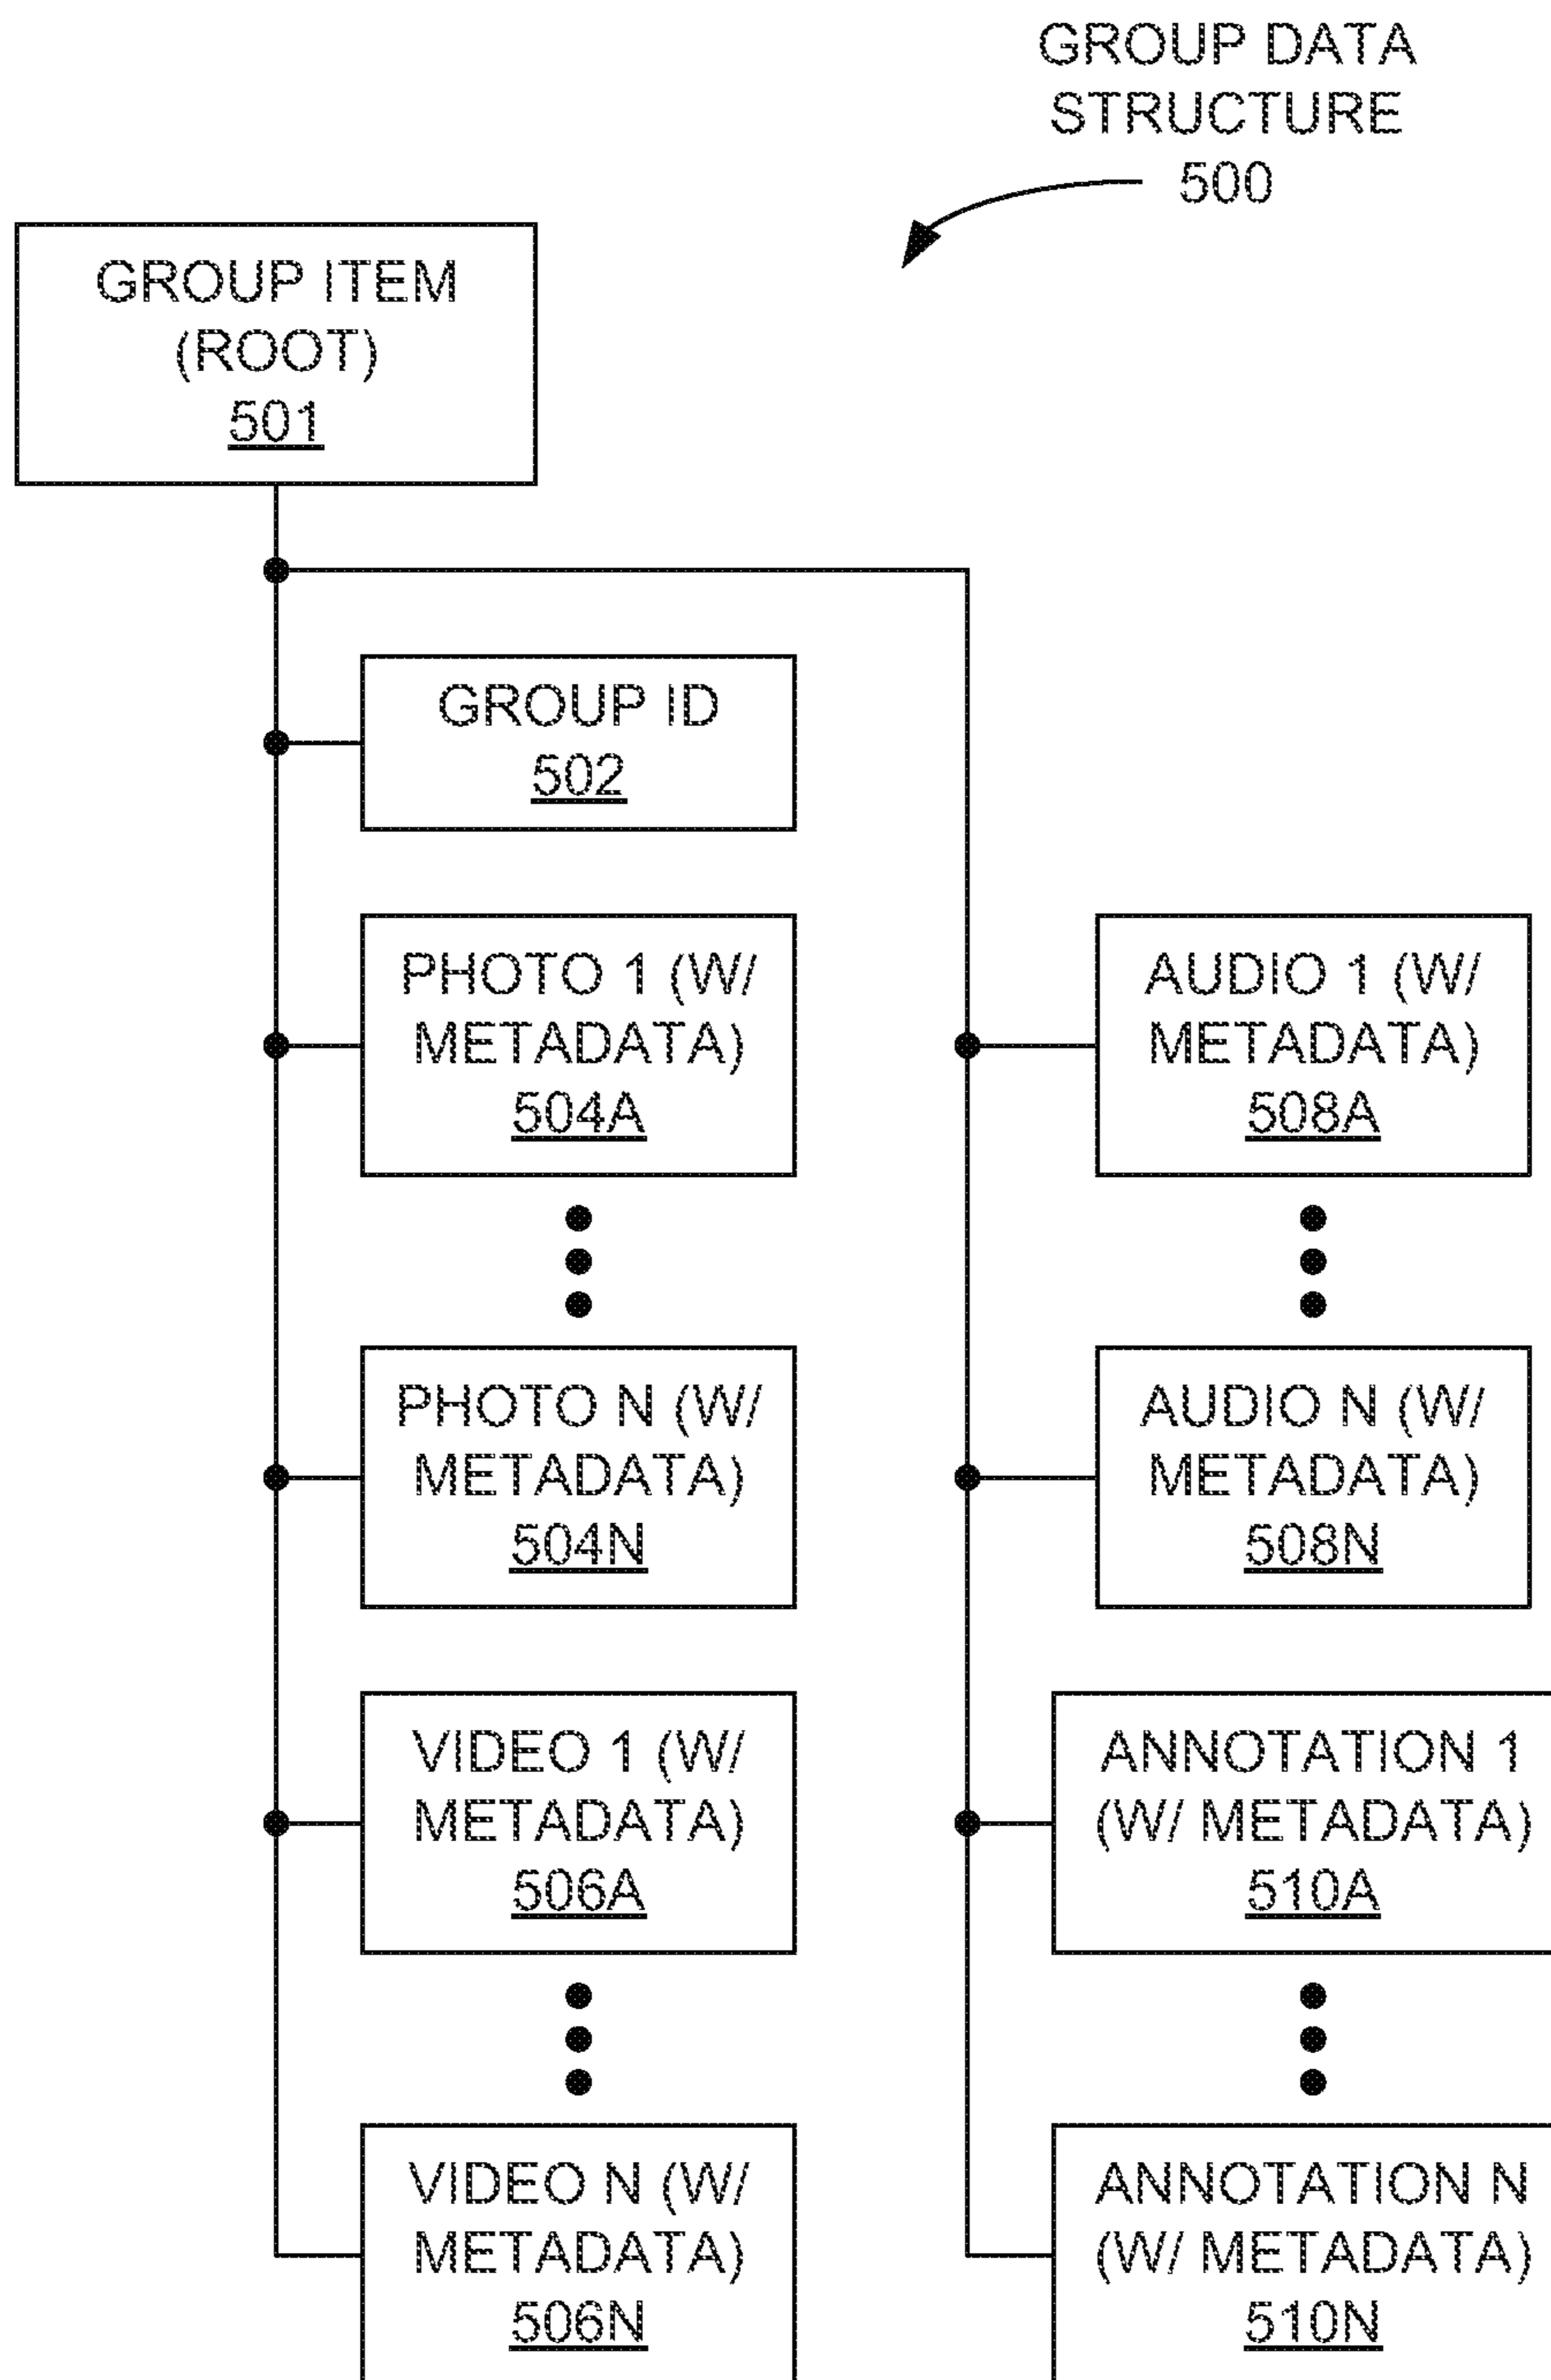 GROUP DATA
STRUCTURE
500
GROUP ITEM
(ROOT)
501
GROUP ID
502
PHOTO 1 (W/
METADATA)
504A
PHOTO N (W/
METADATA)
504N
VIDEO 1 (W/
METADATA)
506A
VIDEO N (W/
METADATA)
506N
AUDIO 1 (W/
METADATA)
508A
AUDIO N (W/
METADATA)
508N
ANNOTATION 1
(W/ METADATA)
510A
ANNOTATION N
(W/ METADATA)
510N